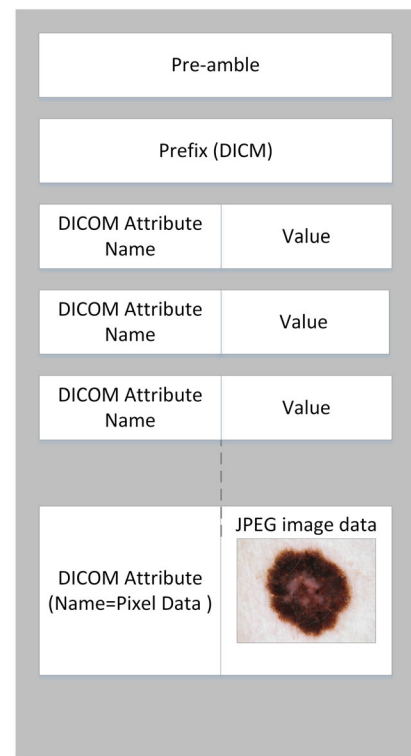 Pre-amble
Prefix (DICM)
DICOM Attribute
Name
Value
DICOM Attribute
Name
Value
DICOM Attribute
Name
Value
JPEG image data
DICOM Attribute
(Name=Pixel Data )